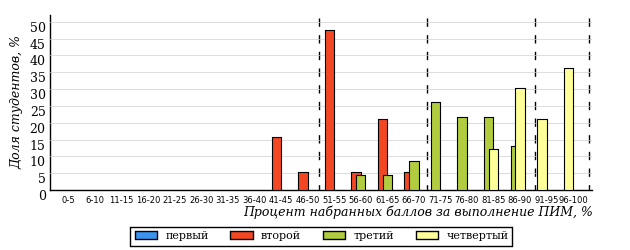 Доля студентов, %
50
45
40
35
30
25
20
15
10
5
0
0-5 6-10 11-15 16-20 21-25 26-30 31-35 36-40 41-45 46-50 51-55 56-60 61-65 66-70 71-75 76-80 81-85 86-90 91-95 96-100
Процент набранных баллов за выполнение ПИМ, %
первый второй третий четвертый